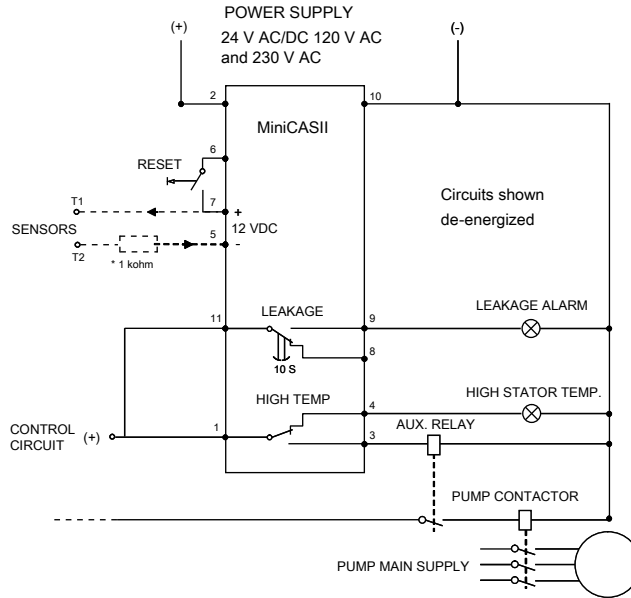 POWER SUPPLY
24 V AC/DC 120 V AC
and 230 V AC
(+)
(-)
2
10
MiniCASII
6
RESET
T1
7
+
12 VDC
SENSORS
5
-
T2
* 1 kohm
Circuits shown
de-energized
11
LEAKAGE
9
LEAKAGE ALARM
8
10 S
HIGH TEMP
4
HIGH STATOR TEMP.
CONTROL
CIRCUIT
(+)
1
3
AUX. RELAY
PUMP CONTACTOR
PUMP MAIN SUPPLY